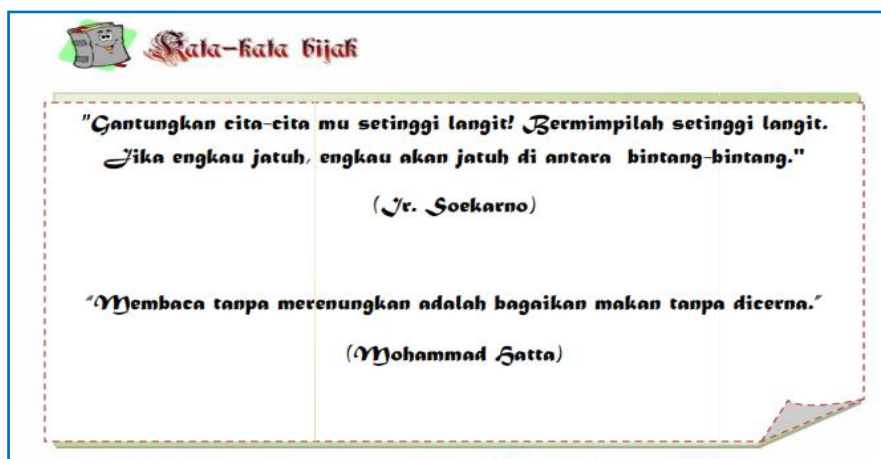 Kata-kata bijak
"Gantungkan cita-cita mu setinggi langit! Bermimpilah setinggi langit.
Jika engkau jatuh, engkau akan jatuh di antara bintang-bintang."
(Ir. Soekarno)
“Membaca tanpa merenungkan adalah bagaikan makan tanpa dicerna.”
(Mohammad Hatta)